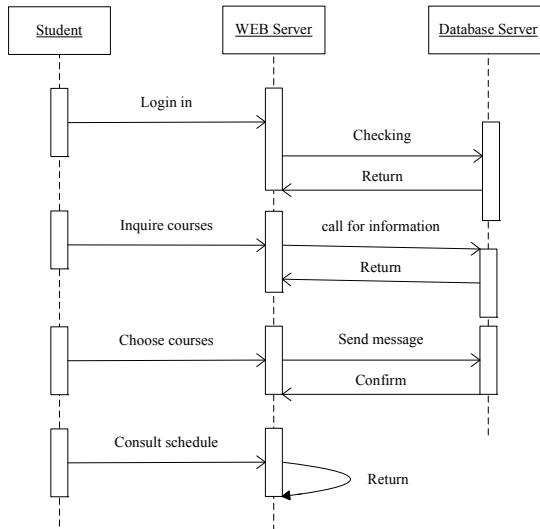 Student
WEB Server
Database Server
Login in
Checking
Return
Inquire courses
call for information
Return
Choose courses
Send message
Confirm
Consult schedule
Return